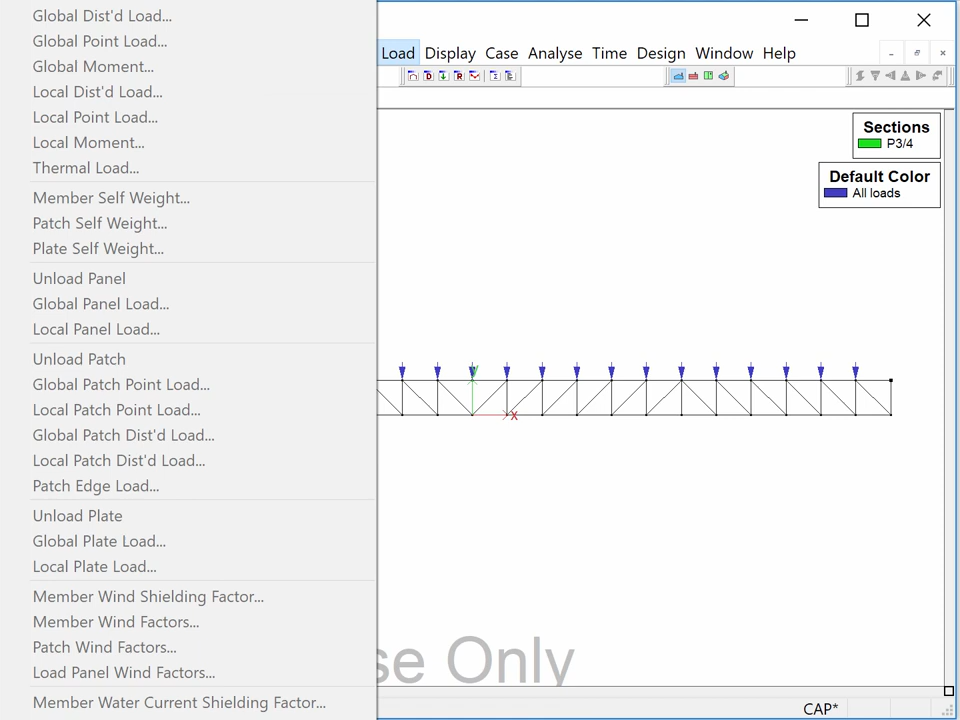 Global Dist'd Load...
Global Point Load...
Global Moment...
Local Dist'd Load...
Local Point Load...
Local Moment...
Thermal Load...
Member Self Weight...
Patch Self Weight...
Plate Self Weight...
Unload Panel
Global Panel Load...
Local Panel Load...
Unload Patch
Global Patch Point Load...
Local Patch Point Load...
Global Patch Dist'd Load...
Local Patch Dist'd Load...
Patch Edge Load...
Unload Plate
Global Plate Load...
Local Plate Load...
Member Wind Shielding Factor...
Member Wind Factors...
Patch Wind Factors...
Load Panel Wind Factors...
Member Water Current Shielding Factor...
Load Display Case Analyse Time Design Window Help
Sections
P3/4
Default Color
All loads
Y
X
se Only
CAP*